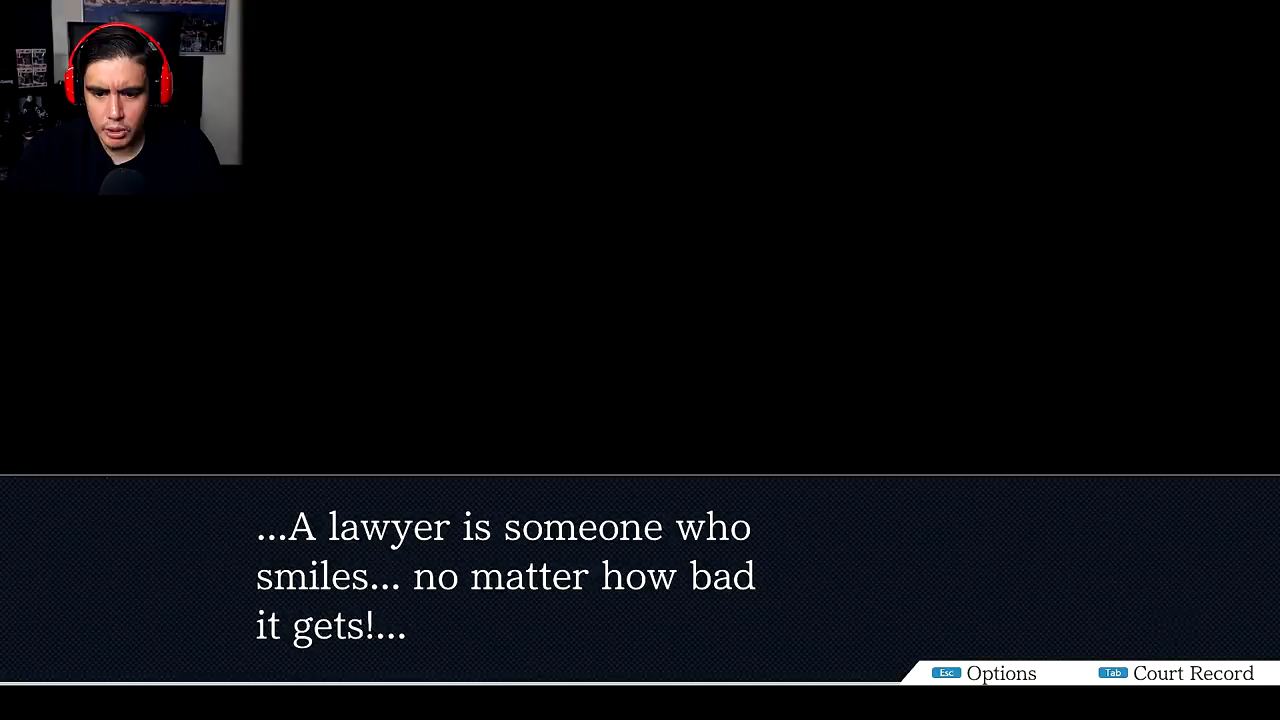 ...A lawyer is someone who
smiles... no matter how bad
it gets!...
Esc Options Tab Court Record